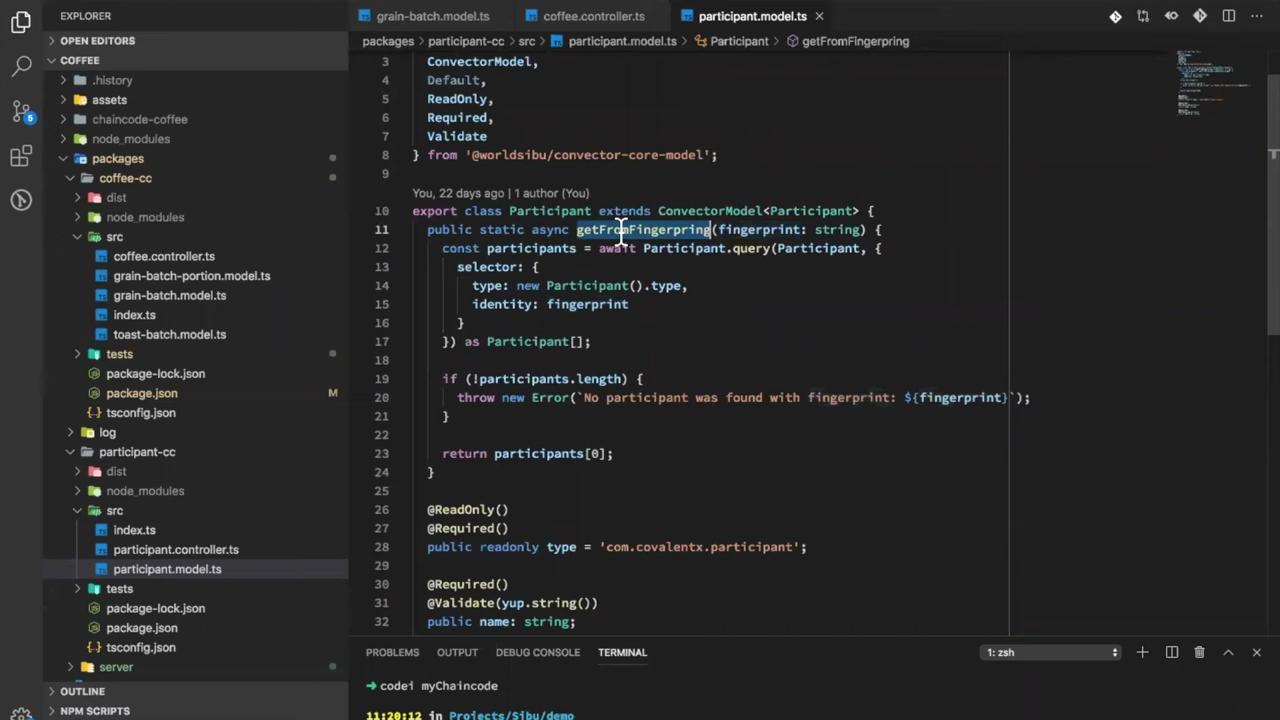 EXPLORER
grain-batch.model.ts
coffee.controller.ts
participant.model.ts
OPEN EDITORS
COFFEE
.history
assets
chaincode-coffee
node_modules
packages
coffee-cc
dist
node_modules
src
coffee.controller.ts
grain-batch-portion.model.ts
grain-batch.model.ts
index.ts
toast-batch.model.ts
tests
package-lock.json
package.json M
tsconfig.json
log
participant-cc
dist
node_modules
src
index.ts
participant.controller.ts
participant.model.ts
tests
package-lock.json
package.json
tsconfig.json
server
OUTLINE
NPM SCRIPTS
5
packages > participant-cc > src > participant.model.ts > Participant > getFromFingerpring
3 ConvectorModel,
4 Default,
5 ReadOnly,
6 Required,
7 Validate
8 } from '@worldsibu/convector-core-model';
9
You, 22 days ago | 1 author (You)
10 export class Participant extends ConvectorModel<Participant> {
11 public static async getFromFingerpring(fingerprint: string) {
12 const participants = await Participant.query(Participant, {
13 selector: {
14 type: new Participant().type,
15 identity: fingerprint
16 }
17 }) as Participant[];
18
19 if (!participants.length) {
20 throw new Error(`No participant was found with fingerprint: ${fingerprint}`);
21 }
22
23 return participants[0];
24 }
25
26 @ReadOnly()
27 @Required()
28 public readonly type = 'com.covalentx.participant';
29
30 @Required()
31 @Validate(yup.string())
32 public name: string;
PROBLEMS OUTPUT DEBUG CONSOLE TERMINAL 1: zsh
➜ codei myChaincode
11:20:12 in Projects/Sibu/demo